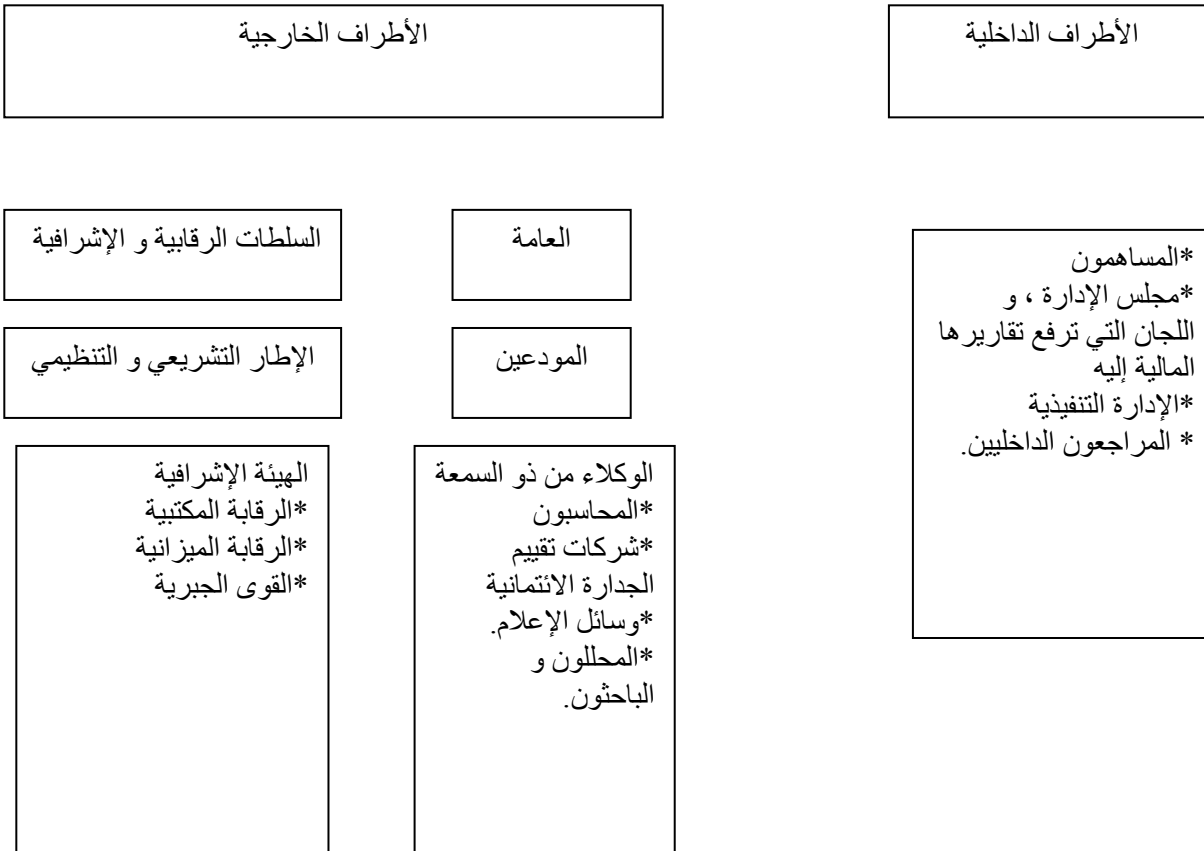 الأطراف الداخلية
الأطراف الخارجية
العامة
السلطات الرقابية و الإشرافية
المودعين
الإطار التشريعي و التنظيمي
*المساهمون
*مجلس الإدارة ، و
اللجان التي ترفع تقاريرها
المالية إليه
*الإدارة التنفيذية
* المراجعون الداخليين.
الوكلاء من ذو السمعة
*المحاسبون
*شركات تقييم
الجدارة الائتمانية
*وسائل الإعلام.
*المحللون و
الباحثون.
الهيئة الإشرافية
*الرقابة المكتبية
*الرقابة الميزانية
*القوى الجبرية